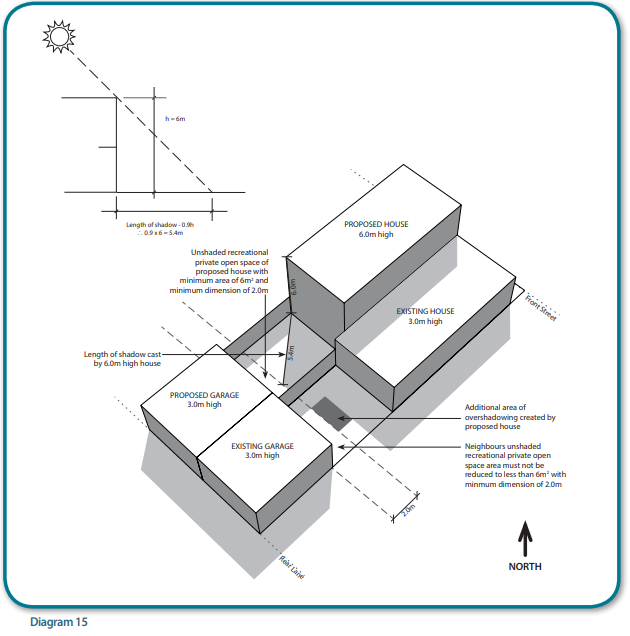 h = 6m
Length of shadow - 0.9h
∴ 0.9 x 6 = 5.4m
PROPOSED HOUSE
6.0m high
Unshaded recreational
private open space of
proposed house with
minimum area of 6m² and
minimum dimension of 2.0m
6.0m
EXISTING HOUSE
3.0m high
Front Street
Length of shadow cast
by 6.0m high house
5.4m
PROPOSED GARAGE
3.0m high
EXISTING GARAGE
3.0m high
Additional area of
overshadowing created by
proposed house
Neighbours unshaded
recreational private open
space area must not be
reduced to less than 6m² with
minmum dimension of 2.0m
2.0m
Rear Lane
NORTH
Diagram 15